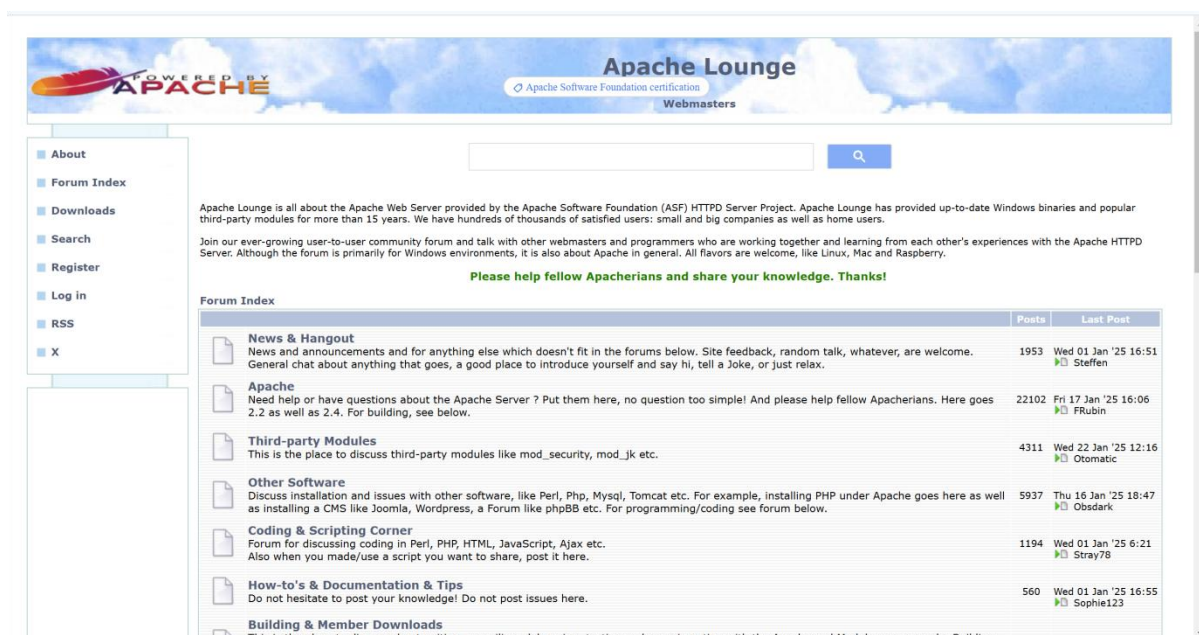 POWERED BY
APACHE
Apache Lounge
Apache Software Foundation certification
Webmasters
About
Forum Index
Downloads
Search
Register
Log in
RSS
X
Apache Lounge is all about the Apache Web Server provided by the Apache Software Foundation (ASF) HTTPD Server Project. Apache Lounge has provided up-to-date Windows binaries and popular
third-party modules for more than 15 years. We have hundreds of thousands of satisfied users: small and big companies as well as home users.
Join our ever-growing user-to-user community forum and talk with other webmasters and programmers who are working together and learning from each other's experiences with the Apache HTTPD
Server. Although the forum is primarily for Windows environments, it is also about Apache in general. All flavors are welcome, like Linux, Mac and Raspberry.
Please help fellow Apacherians and share your knowledge. Thanks!
Forum Index
Posts Last Post
News & Hangout
News and announcements and for anything else which doesn't fit in the forums below. Site feedback, random talk, whatever, are welcome.
General chat about anything that goes, a good place to introduce yourself and say hi, tell a Joke, or just relax.
1953 Wed 01 Jan '25 16:51
Steffen
Apache
Need help or have questions about the Apache Server ? Put them here, no question too simple! And please help fellow Apacherians. Here goes
2.2 as well as 2.4. For building, see below.
22102 Fri 17 Jan '25 16:06
FRubin
Third-party Modules
This is the place to discuss third-party modules like mod_security, mod_jk etc.
4311 Wed 22 Jan '25 12:16
Otomatic
Other Software
Discuss installation and issues with other software, like Perl, Php, Mysql, Tomcat etc. For example, installing PHP under Apache goes here as well
as installing a CMS like Joomla, Wordpress, a Forum like phpBB etc. For programming/coding see forum below.
5937 Thu 16 Jan '25 18:47
Obsdark
Coding & Scripting Corner
Forum for discussing coding in Perl, PHP, HTML, JavaScript, Ajax etc.
Also when you made/use a script you want to share, post it here.
1194 Wed 01 Jan '25 6:21
Stray78
How-to's & Documentation & Tips
Do not hesitate to post your knowledge! Do not post issues here.
560 Wed 01 Jan '25 16:55
Sophie123
Building & Member Downloads